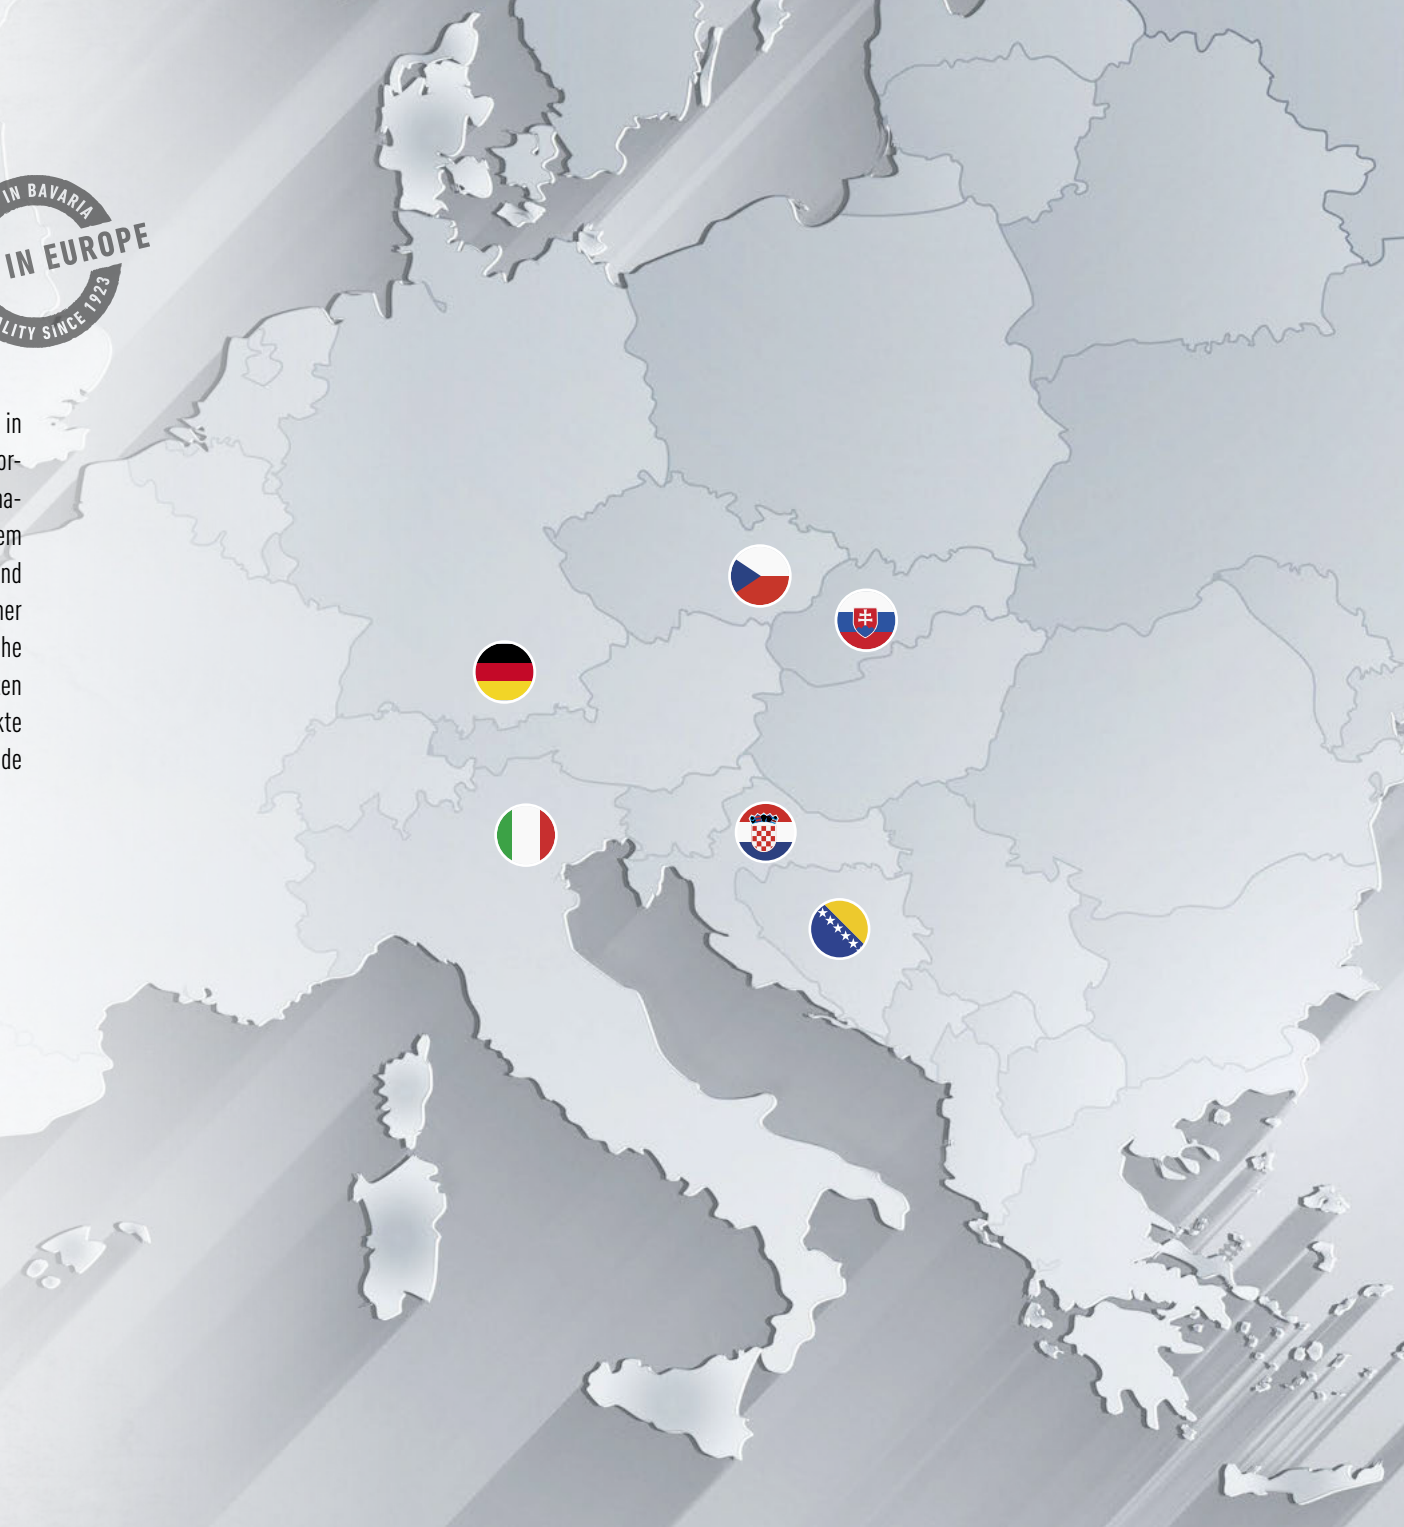 IN BAVARIA
IN EUROPE
LITY SINCE 1923
in
or-
na-
em
nd
her
he
en
kte
de